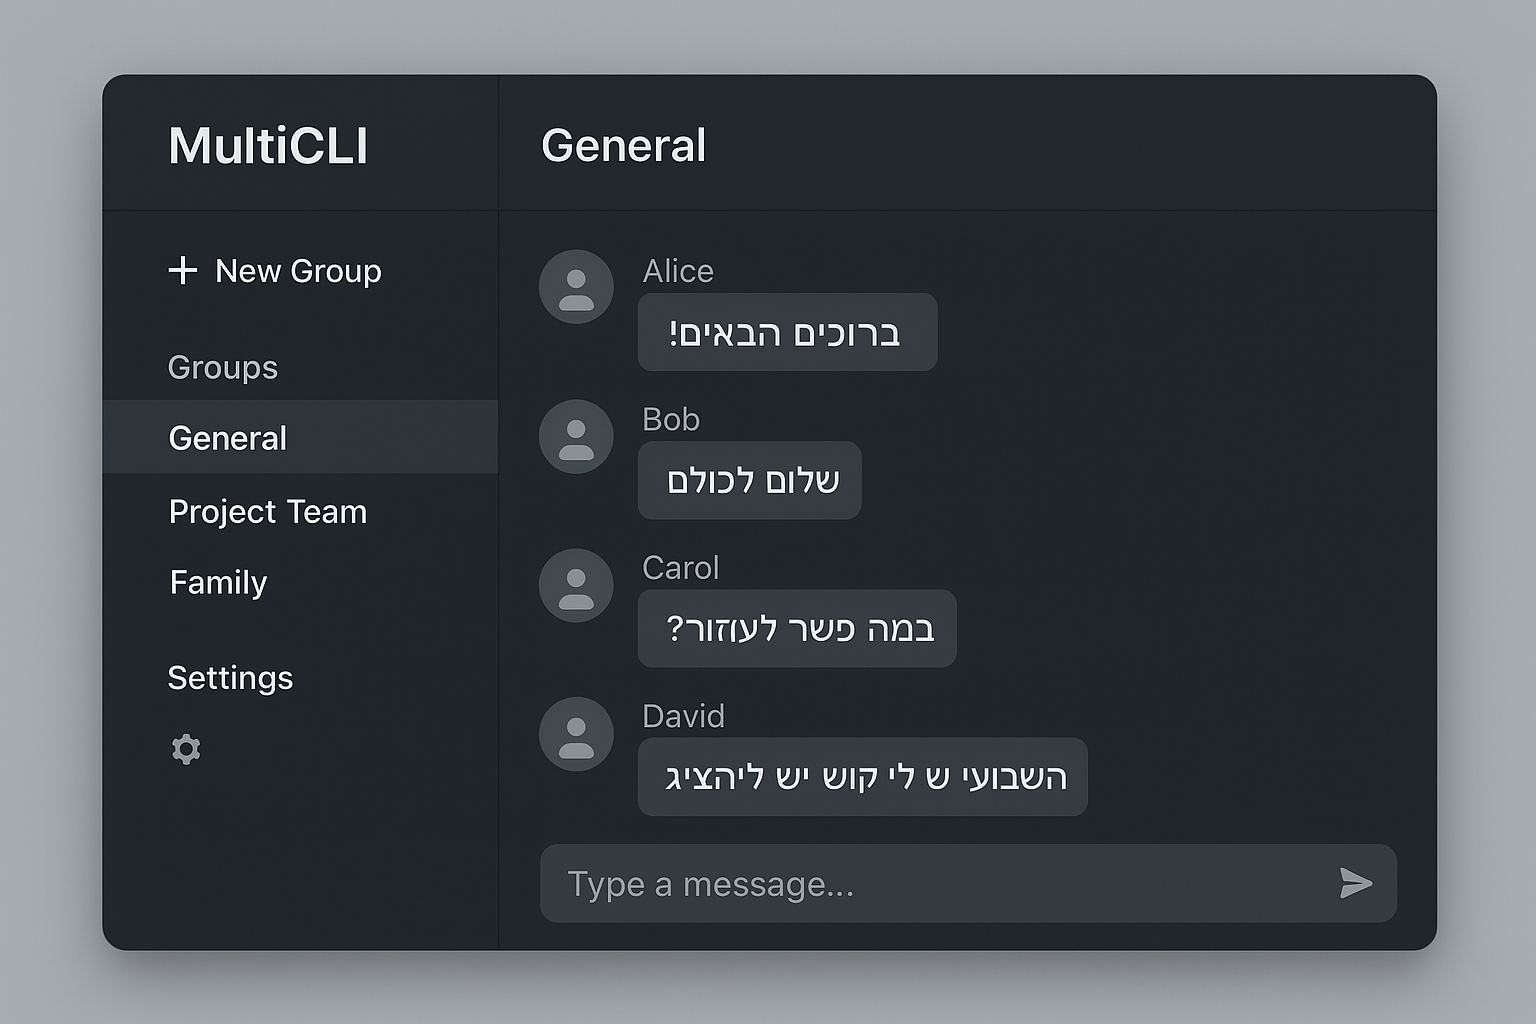 MultiCLI
General
New Group
Groups
General
Project Team
Family
Settings
Alice
ברוכים הבאים!
Bob
שלום לכולם
Carol
במה פשר
David
השבועי ש לי קוש יש ליהציג
Type a message...